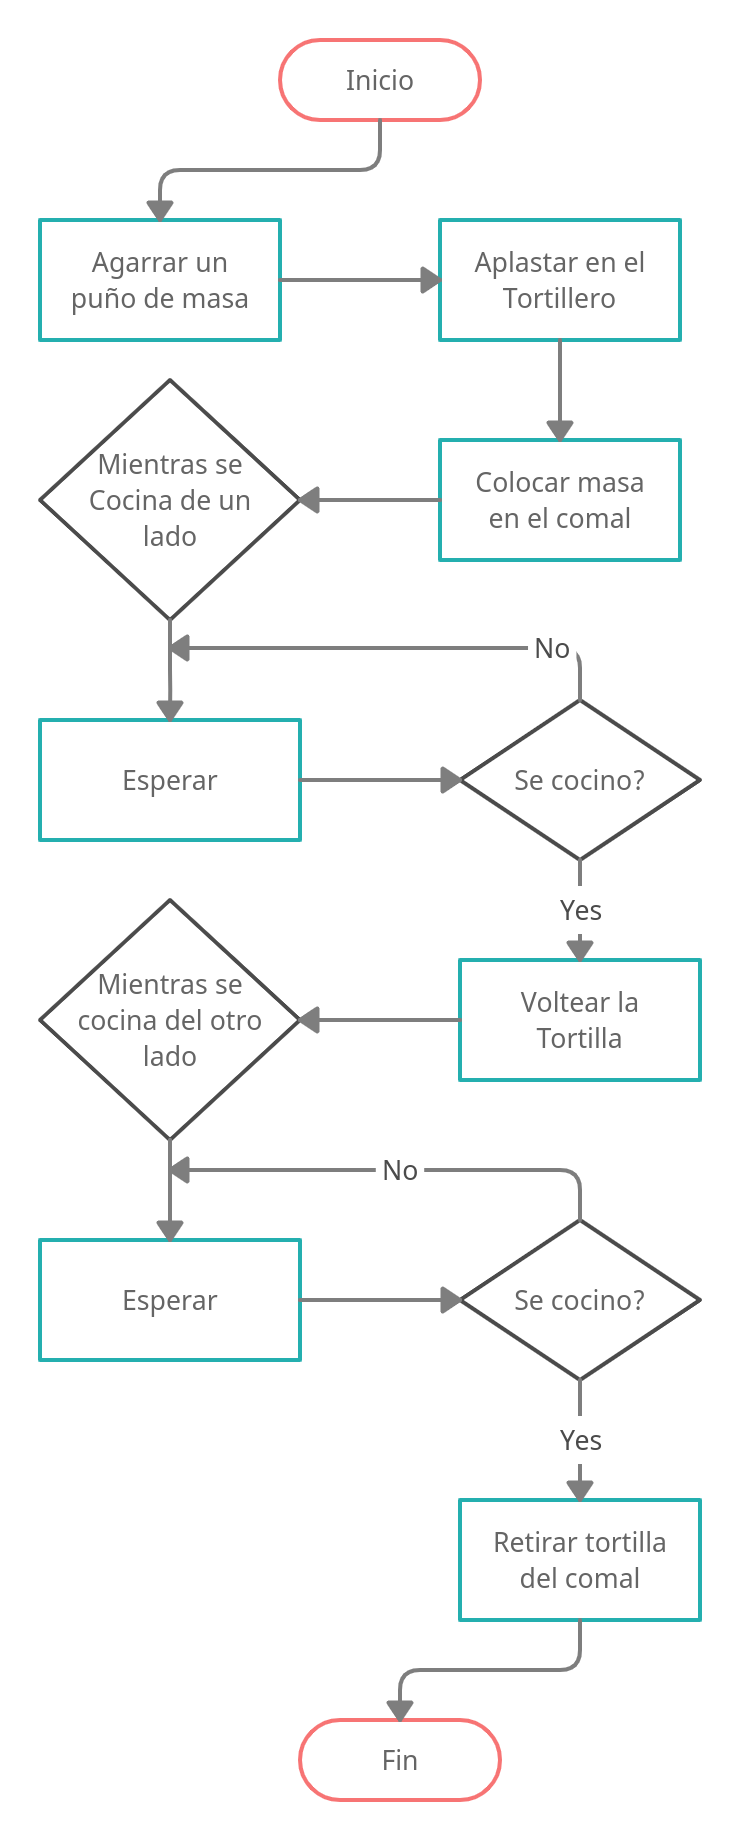 Inicio
Agarrar un
puño de masa
Aplastar en el
Tortillero
Colocar masa
en el comal
Mientras se
Cocina de un
lado
No
Esperar
Se cocino?
Yes
Voltear la
Tortilla
Mientras se
cocina del otro
lado
No
Esperar
Se cocino?
Yes
Retirar tortilla
del comal
Fin